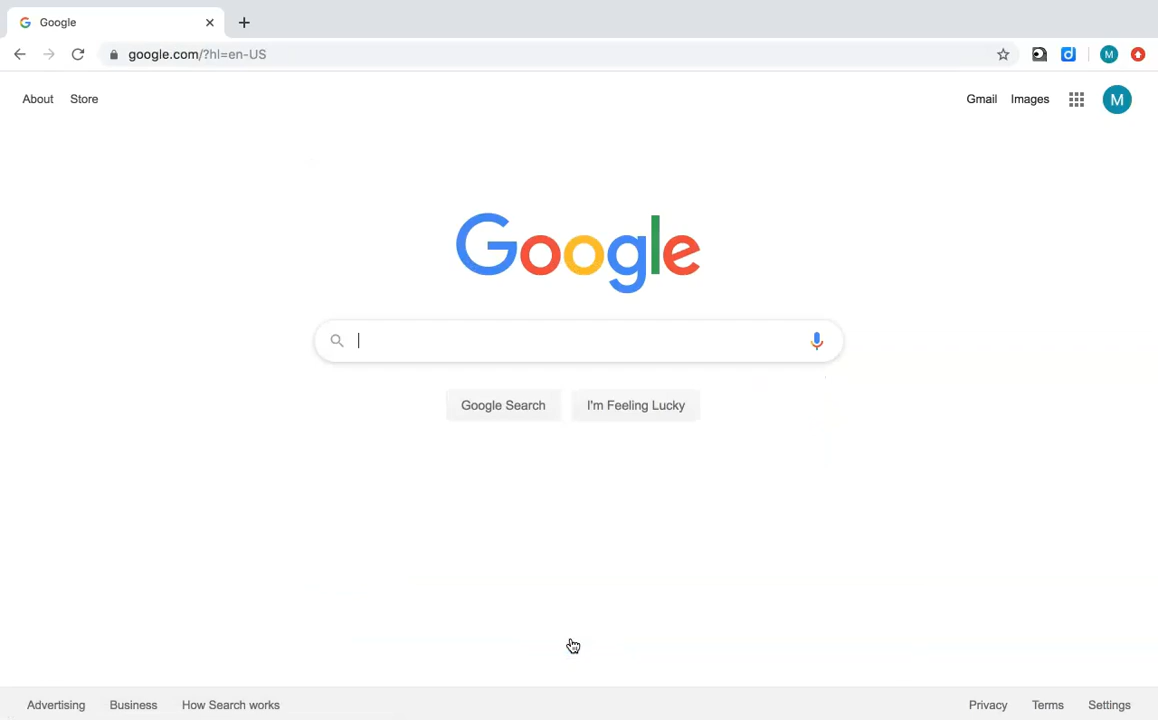 Google
google.com/?hl=en-US
M
About Store
Gmail Images
M
Google
Google Search I'm Feeling Lucky
Advertising Business How Search works
Privacy Terms Settings